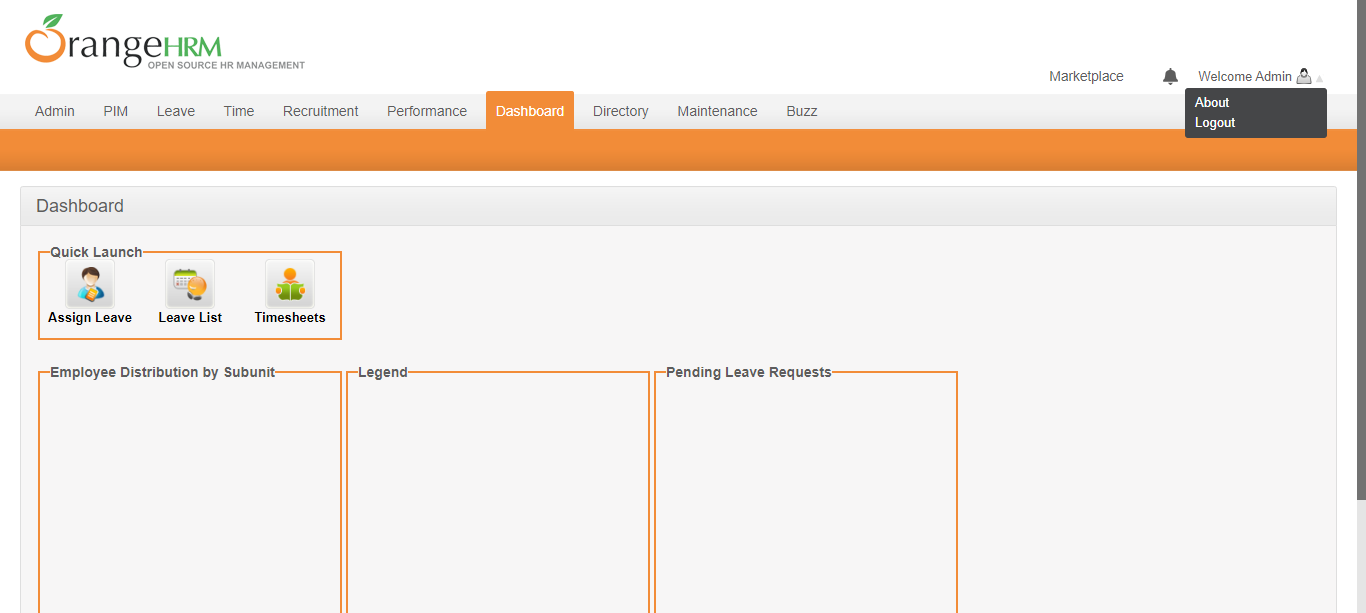 OrangeHRM
OPEN SOURCE HR MANAGEMENT
Marketplace Welcome Admin
About
Logout
Admin PIM Leave Time Recruitment Performance Dashboard Directory Maintenance Buzz
Dashboard
Quick Launch
Assign Leave Leave List Timesheets
Employee Distribution by Subunit Legend Pending Leave Requests